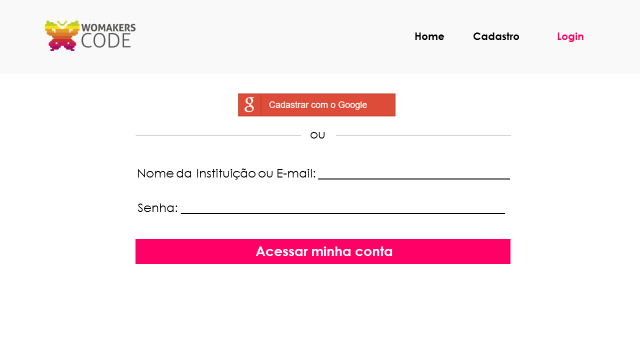 WOMAKERS
CODE
Home
Cadastro
Login
g Cadastrar com o Google
ou
Nome da Instituição ou E-mail:
Senha:
Acessar minha conta